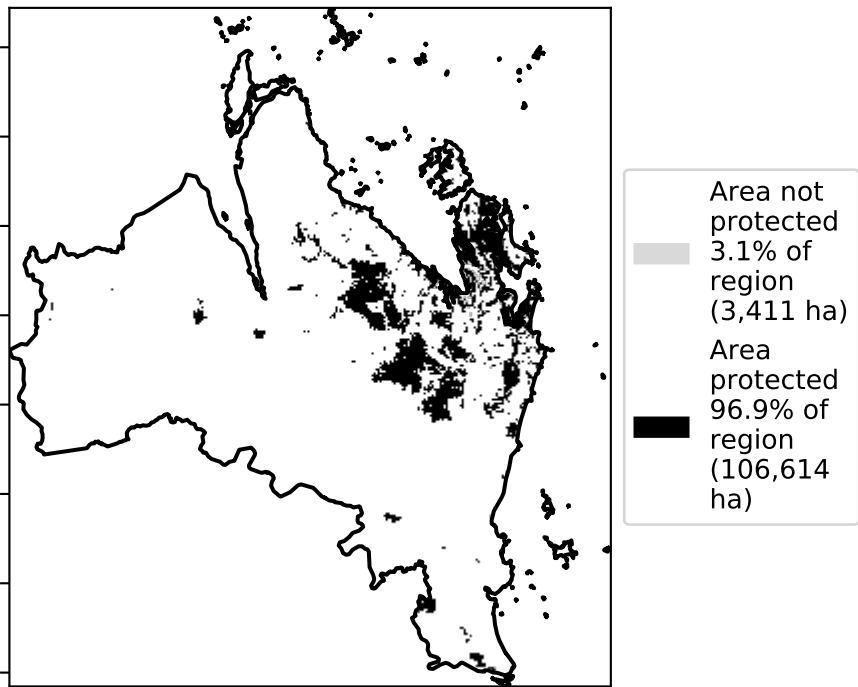 Area not
protected
3.1% of
region
(3,411 ha)
Area
protected
96.9% of
region
(106,614
ha)